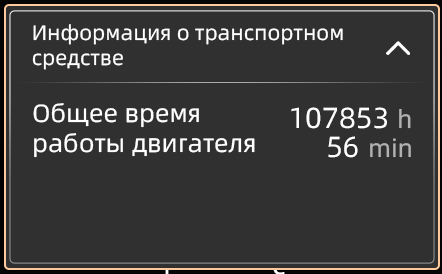 Информация о транспортном
средстве
Общее время 107853 h
работы двигателя 56 min